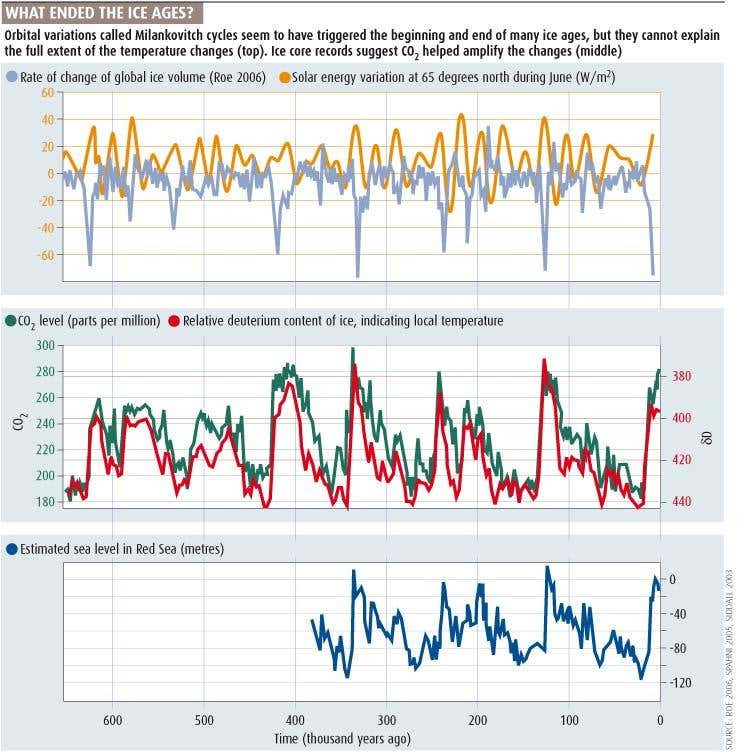 WHAT ENDED THE ICE AGES?
Orbital variations called Milankovitch cycles seem to have triggered the beginning and end of many ice ages, but they cannot explain
the full extent of the temperature changes (top). Ice core records suggest CO₂ helped amplify the changes (middle)
Rate of change of global ice volume (Roe 2006) Solar energy variation at 65 degrees north during June (W/m²)
60
40
20
0
-20
-40
-60
CO₂ level (parts per million) Relative deuterium content of ice, indicating local temperature
300
280
260
240
220
200
180
CO₂
380
400
420
440
δD
Estimated sea level in Red Sea (metres)
0
-40
-80
-120
600 500 400 300 200 100 0
Time (thousand years ago)
SOURCE: ROE 2006, SPAHNI 2005, SIDDALL 2003